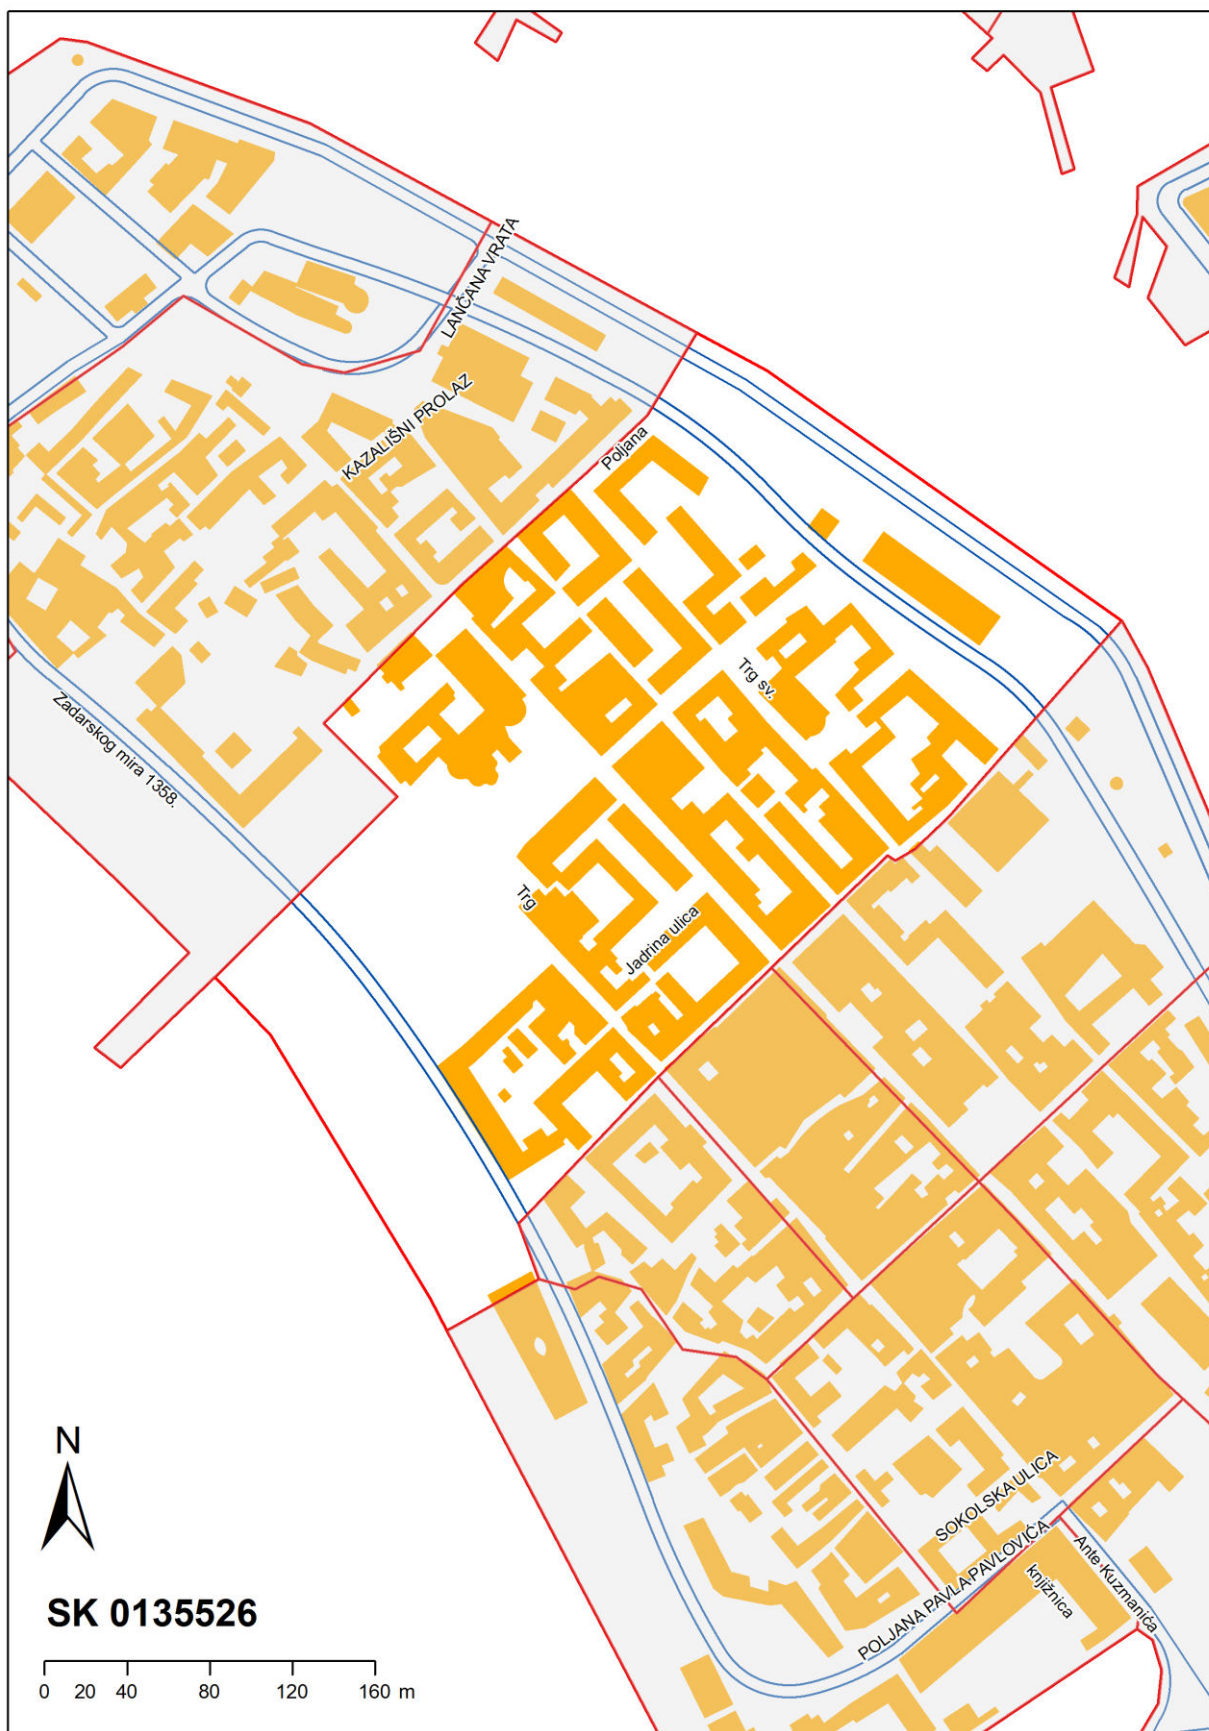 LANČANA VRATA
KAZALIŠNI PROLAZ
Poljana
Trg sv.
Zadarskog mira 1358.
Trg
Jadrina ulica
SOKOLSKA ULICA
POLJANA PAVLA PAVLOVIĆA
Ante Kuzmanića
knjižnica
N
SK 0135526
0 20 40 80 120 160 m